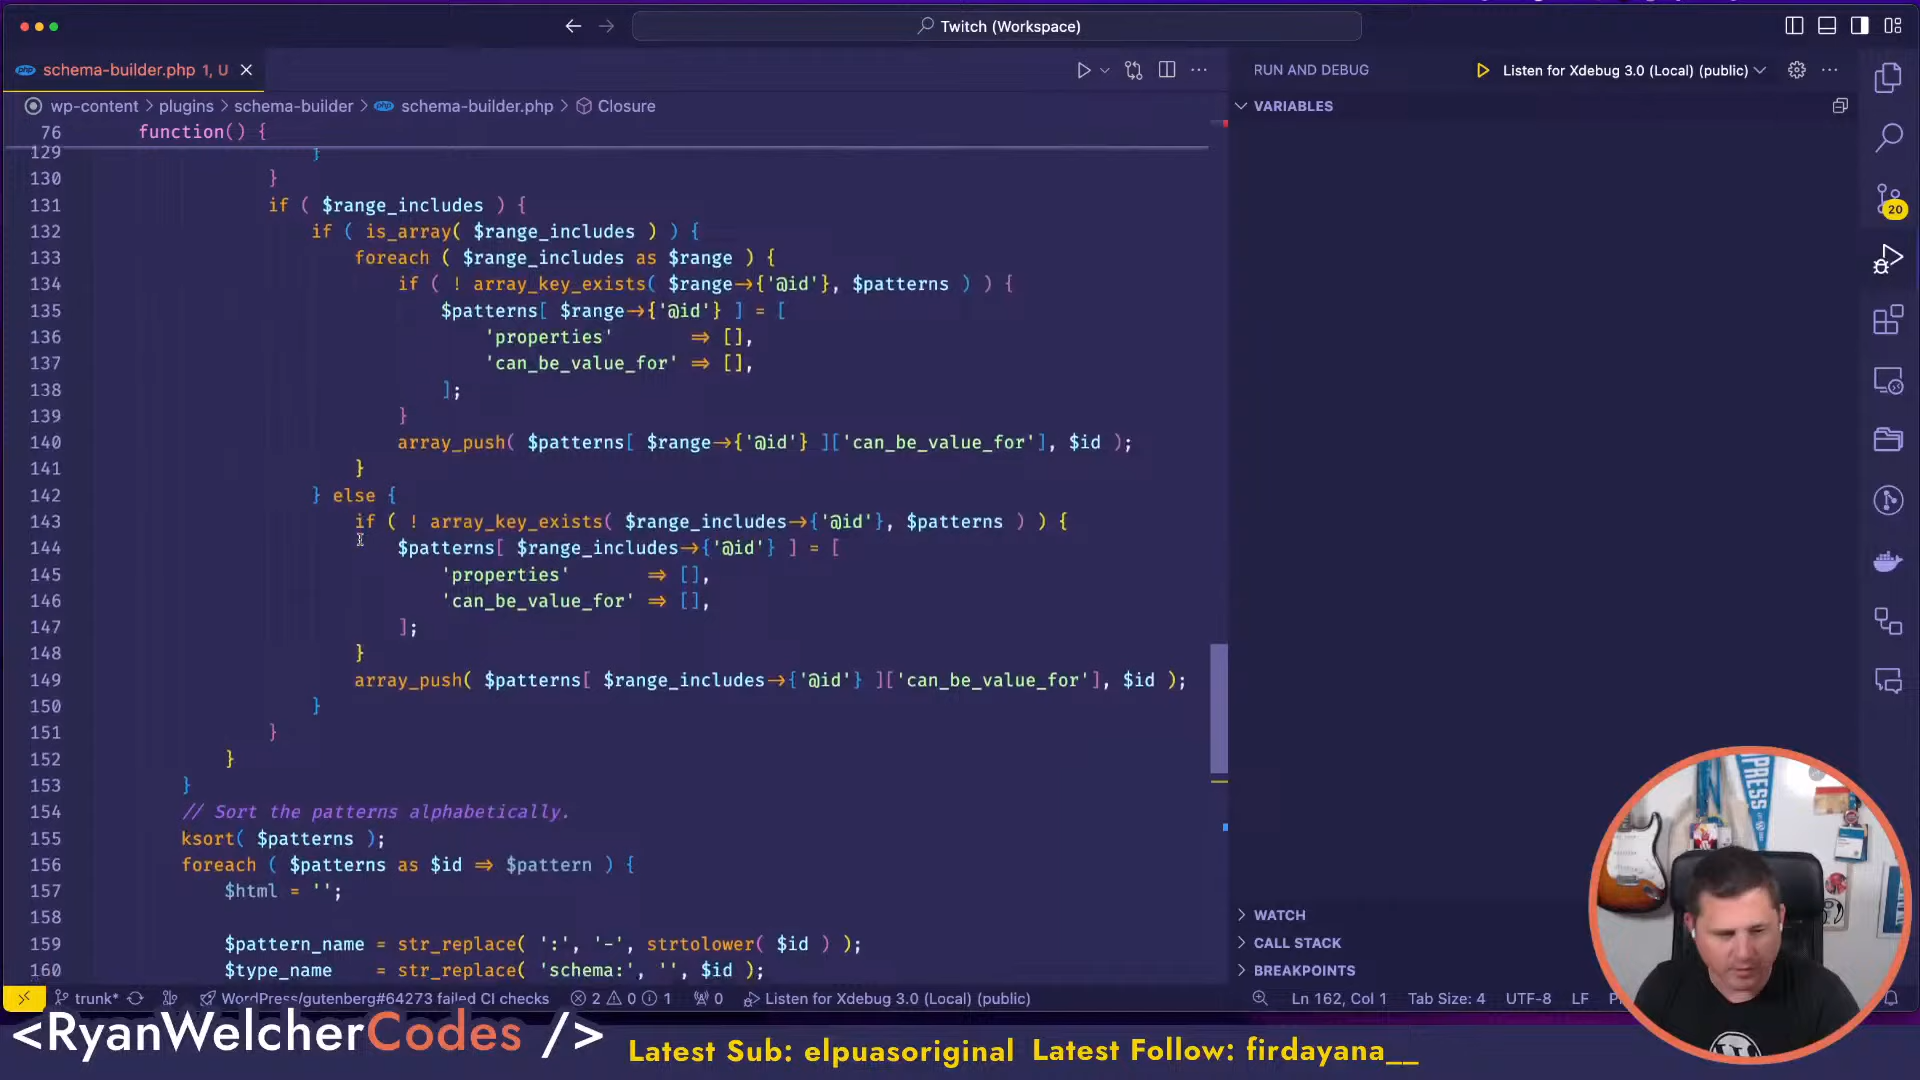 Twitch (Workspace)
schema-builder.php 1, U
RUN AND DEBUG
Listen for Xdebug 3.0 (Local) (public)
wp-content > plugins > schema-builder > schema-builder.php > Closure
VARIABLES
76 function() {
129 }
130 }
131 if ( $range_includes ) {
132 if ( is_array( $range_includes ) ) {
133 foreach ( $range_includes as $range ) {
134 if ( ! array_key_exists( $range->{'@id'}, $patterns ) ) {
135 $patterns[ $range->{'@id'} ] = [
136 'properties' => [],
137 'can_be_value_for' => [],
138 ];
139 }
140 array_push( $patterns[ $range->{'@id'} ]['can_be_value_for'], $id );
141 }
142 } else {
143 if ( ! array_key_exists( $range_includes->{'@id'}, $patterns ) ) {
144 $patterns[ $range_includes->{'@id'} ] = [
145 'properties' => [],
146 'can_be_value_for' => [],
147 ];
148 }
149 array_push( $patterns[ $range_includes->{'@id'} ]['can_be_value_for'], $id );
150 }
151 }
152 }
153 }
154 // Sort the patterns alphabetically.
155 ksort( $patterns );
156 foreach ( $patterns as $id => $pattern ) {
157 $html = '';
158
159 $pattern_name = str_replace( ':', '-', strtolower( $id ) );
160 $type_name = str_replace( 'schema:', '', $id );
20
WATCH
CALL STACK
BREAKPOINTS
trunk* WordPress/gutenberg#64273 failed CI checks 2 0 1 0 Listen for Xdebug 3.0 (Local) (public) Ln 162, Col 1 Tab Size: 4 UTF-8 LF
<RyanWelcherCodes />
Latest Sub: elpuasoriginal Latest Follow: firdayana__